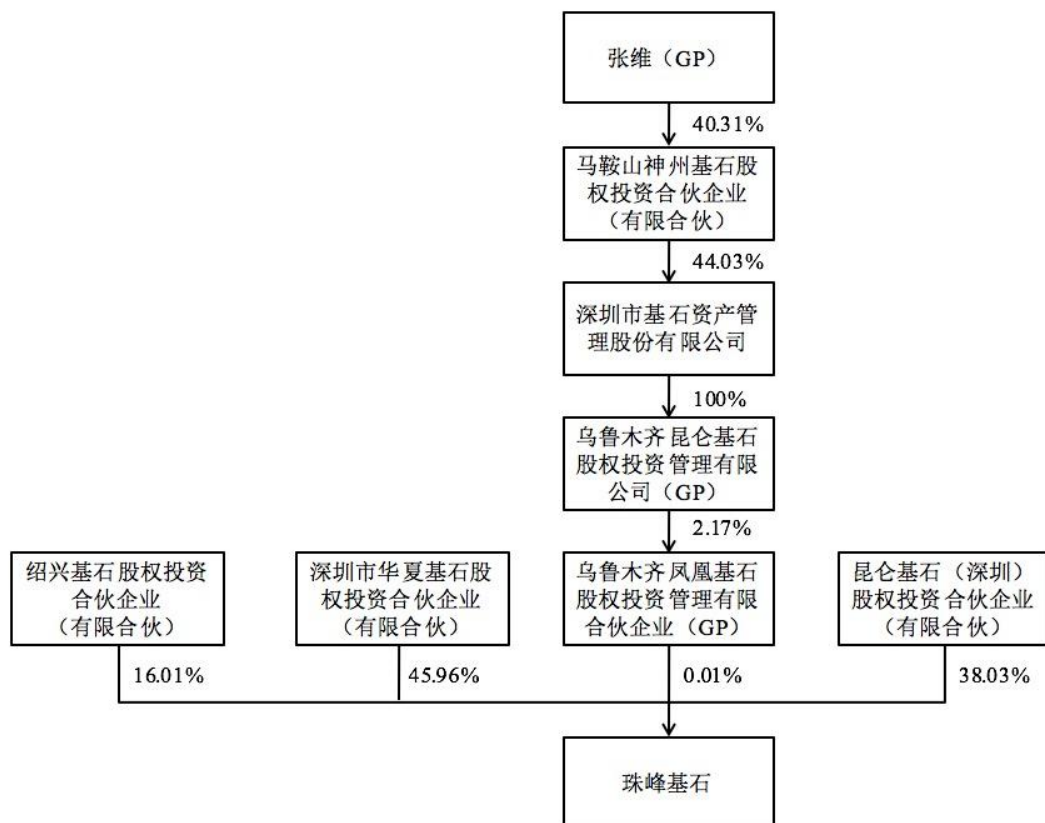 张维（GP）
40.31%
马鞍山神州基石股
权投资合伙企业
（有限合伙）
44.03%
深圳市基石资产管
理股份有限公司
100%
乌鲁木齐昆仑基石
股权投资管理有限
公司（GP）
2.17%
绍兴基石股权投资
合伙企业
（有限合伙）
深圳市华夏基石股
权投资合伙企业
（有限合伙）
乌鲁木齐凤凰基石
股权投资管理有限
合伙企业（GP）
昆仑基石（深圳）
股权投资合伙企业
（有限合伙）
16.01%
45.96%
0.01%
38.03%
珠峰基石